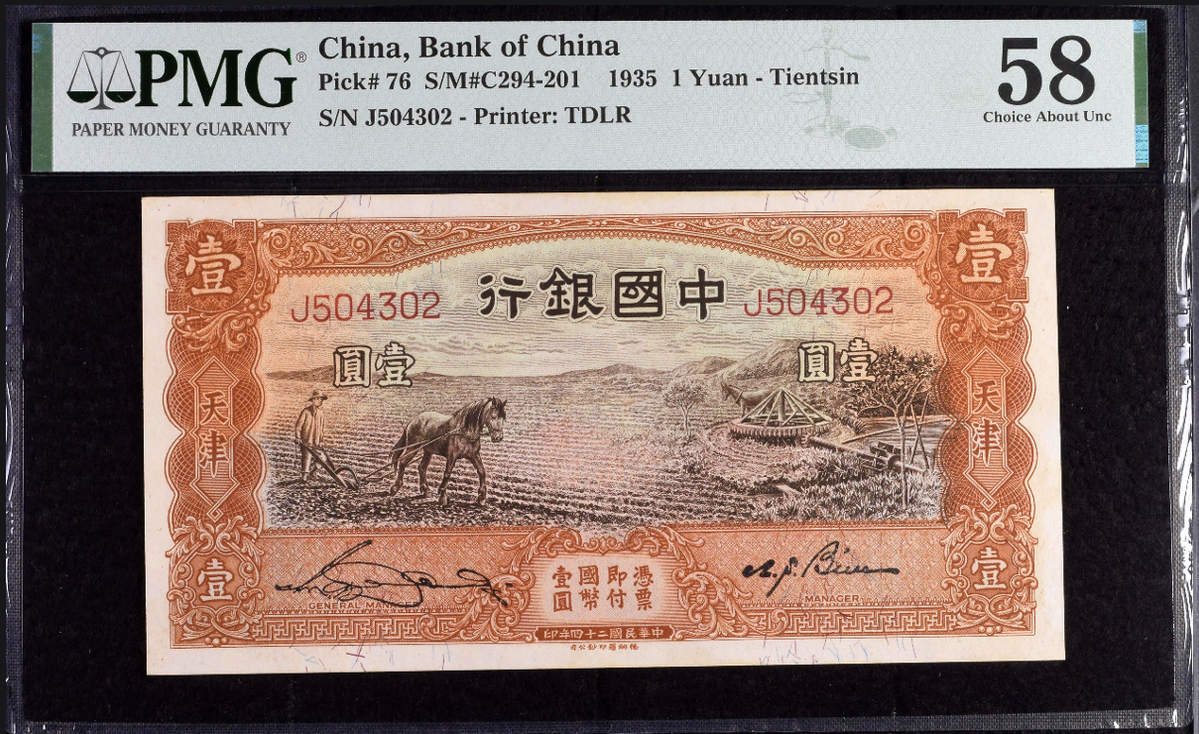 PMG®
PAPER MONEY GUARANTY
China, Bank of China
Pick# 76 S/M#C294-201 1935 1 Yuan - Tientsin
S/N J504302 - Printer: TDLR
58
Choice About Unc
壹
壹
中國銀行
J504302
J504302
壹圓
壹圓
天津
天津
憑票
即付
國幣
壹圓
壹
壹
GENERAL
MANAGER
中華民國二十四年印